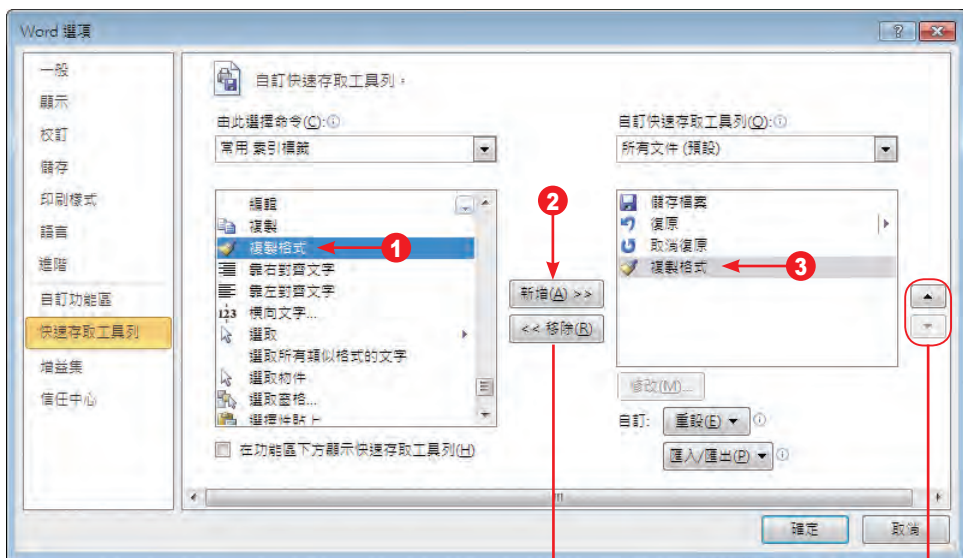 Word 選項
一般
顯示
校訂
儲存
印刷樣式
語言
進階
自訂功能區
快速存取工具列
增益集
信任中心
自訂快速存取工具列。
由此選擇命令(C):
常用 索引標籤
編輯
複製
複製格式
1
靠右對齊文字
靠左對齊文字
橫向文字...
選取
選取所有類似格式的文字
選取物件
選取窗格...
選擇性貼上
在功能區下方顯示快速存取工具列(H)
2
新增(A) >>
<< 移除(R)
自訂快速存取工具列(Q):
所有文件 (預設)
儲存檔案
復原
取消復原
複製格式
3
修改(M)...
自訂:
重設(E)
匯入/匯出(P)
確定
取消